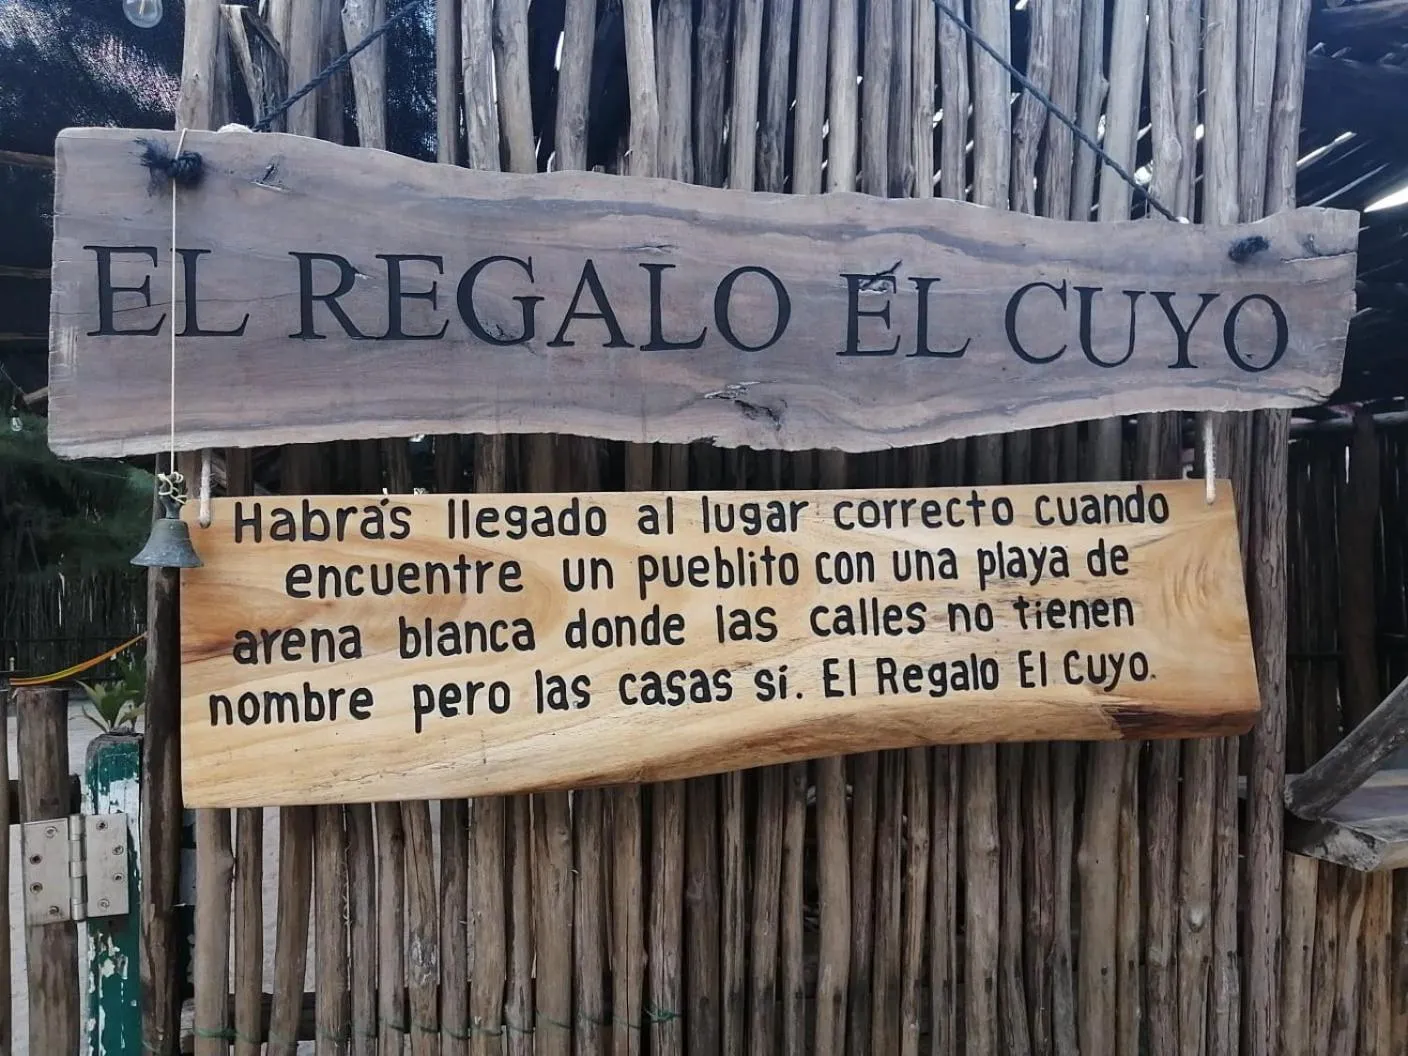 EL REGALO EL CUYO
Habrás llegado al lugar correcto cuando
encuentre un pueblito con una playa de
arena blanca donde las calles no tienen
nombre pero las casas sí. El Regalo El Cuyo.